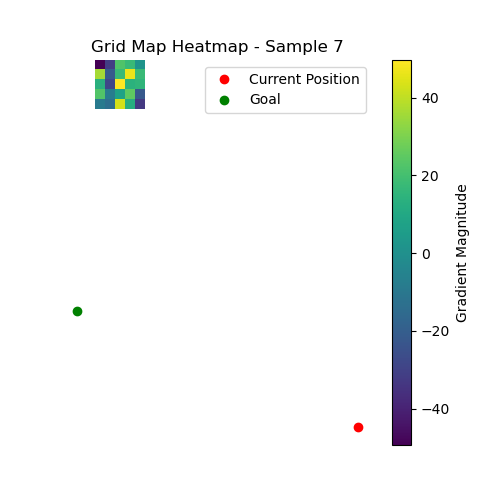 Grid Map Heatmap - Sample 7
Current Position
Goal
40
20
0
−20
−40
Gradient Magnitude